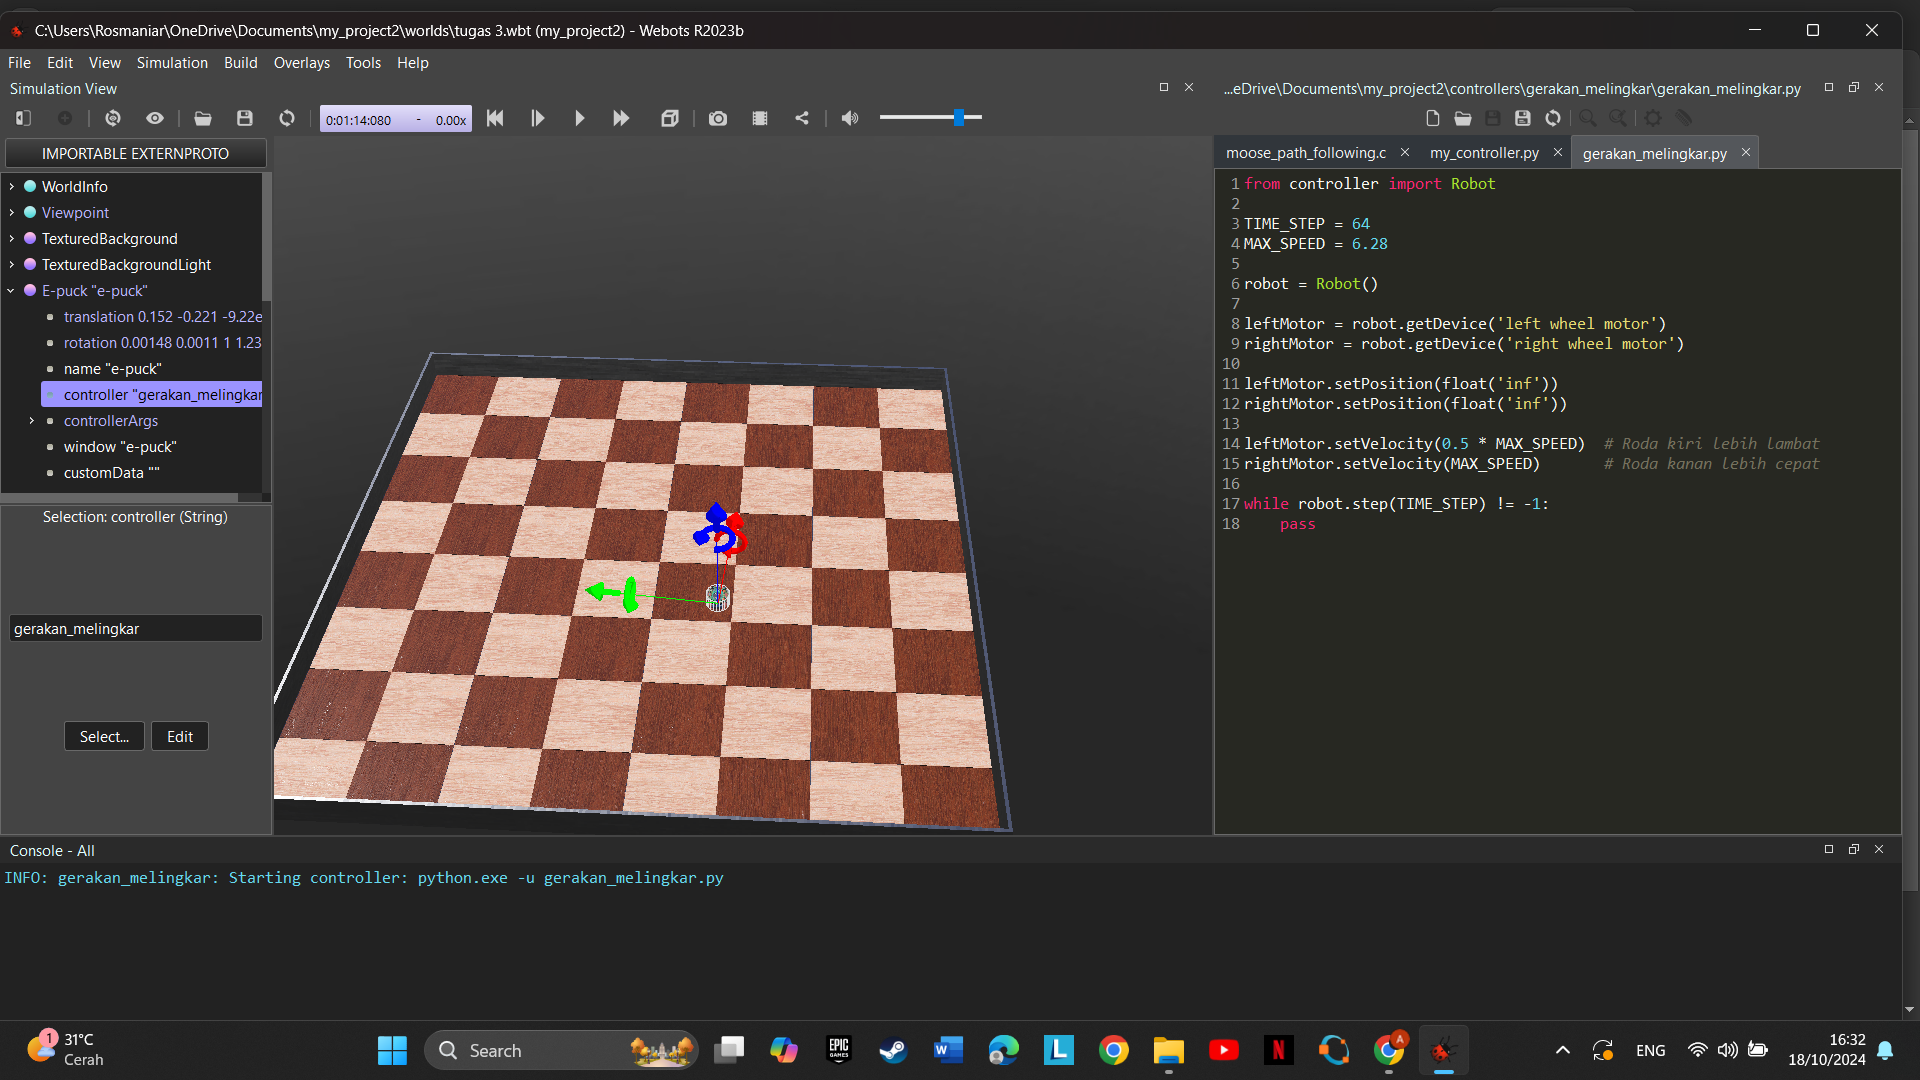 C:\Users\Rosmaniar\OneDrive\Documents\my_project2\worlds\tugas 3.wbt (my_project2) - Webots R2023b
File Edit View Simulation Build Overlays Tools Help
Simulation View
...eDrive\Documents\my_project2\controllers\gerakan_melingkar\gerakan_melingkar.py
0:01:14:080 - 0.00x
IMPORTABLE EXTERNPROTO
WorldInfo
Viewpoint
TexturedBackground
TexturedBackgroundLight
E-puck "e-puck"
translation 0.152 -0.221 -9.22e
rotation 0.00148 0.0011 1 1.23
name "e-puck"
controller "gerakan_melingkar
controllerArgs
window "e-puck"
customData ""
Selection: controller (String)
gerakan_melingkar
Select... Edit
moose_path_following.c my_controller.py gerakan_melingkar.py
1 from controller import Robot
2
3 TIME_STEP = 64
4 MAX_SPEED = 6.28
5
6 robot = Robot()
7
8 leftMotor = robot.getDevice('left wheel motor')
9 rightMotor = robot.getDevice('right wheel motor')
10
11 leftMotor.setPosition(float('inf'))
12 rightMotor.setPosition(float('inf'))
13
14 leftMotor.setVelocity(0.5 * MAX_SPEED) # Roda kiri lebih lambat
15 rightMotor.setVelocity(MAX_SPEED) # Roda kanan lebih cepat
16
17 while robot.step(TIME_STEP) != -1:
18 pass
Console - All
INFO: gerakan_melingkar: Starting controller: python.exe -u gerakan_melingkar.py
1
31°C
Cerah
Search
EPIC
GAMES
W
L
N
A
ENG
16:32
18/10/2024